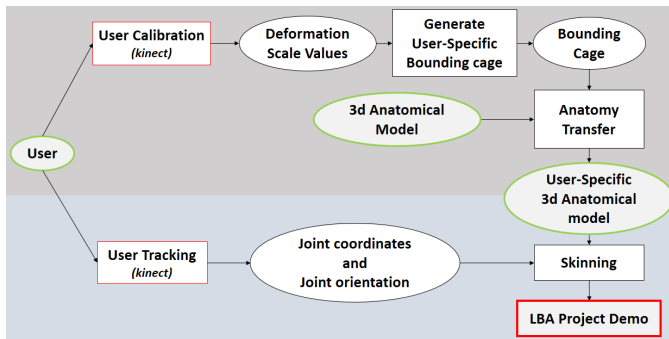 User Calibration
(kinect)
Deformation
Scale Values
Generate
User-Specific
Bounding cage
Bounding
Cage
3d Anatomical
Model
Anatomy
Transfer
User
User-Specific
3d Anatomical
model
User Tracking
(kinect)
Joint coordinates
and
Joint orientation
Skinning
LBA Project Demo